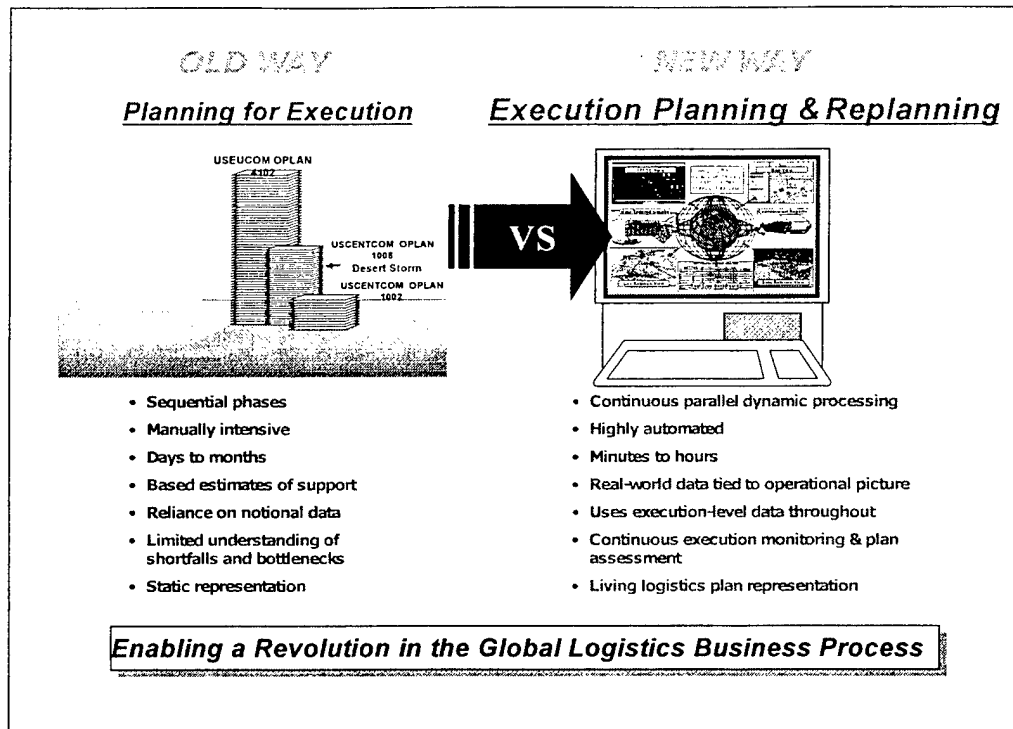 OLD WAY
Planning for Execution
USEUCOM OPLAN
4102
USCENTCOM OPLAN
1008
Desert Storm
USCENTCOM OPLAN
1002
• Sequential phases
• Manually intensive
• Days to months
• Based estimates of support
• Reliance on notional data
• Limited understanding of
shortfalls and bottlenecks
• Static representation
VS
NEW WAY
Execution Planning & Replanning
• Continuous parallel dynamic processing
• Highly automated
• Minutes to hours
• Real-world data tied to operational picture
• Uses execution-level data throughout
• Continuous execution monitoring & plan
assessment
• Living logistics plan representation
Enabling a Revolution in the Global Logistics Business Process